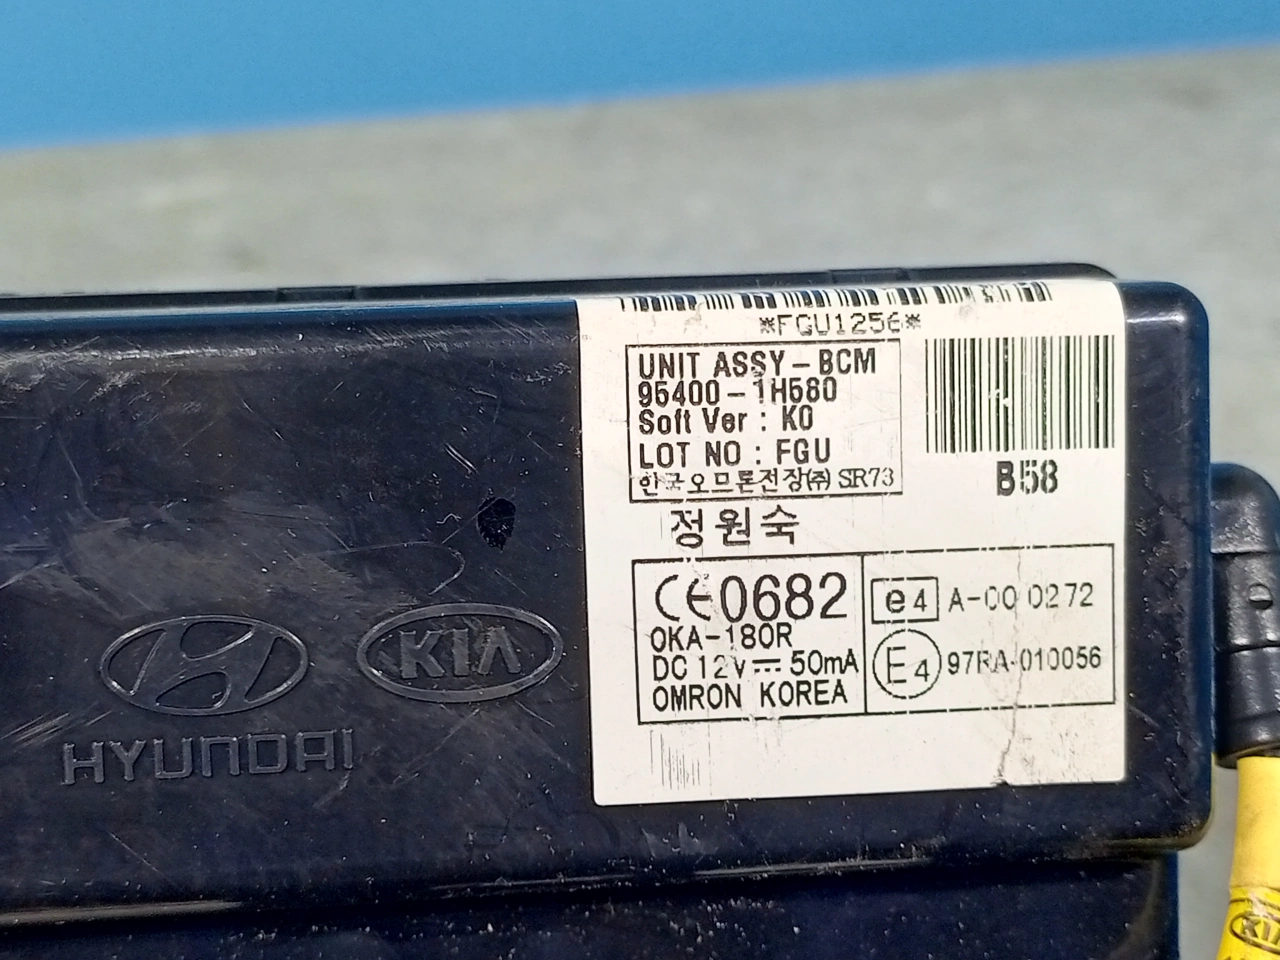 *FGU1256*
UNIT ASSY-BCM
95400-1H580
Soft Ver : K0
LOT NO : FGU
한국오므론전장(주) SR73
B58
정원숙
CE0682
OKA-180R
DC 12V 50mA
OMRON KOREA
e4 A-00 0272
E4 97RA-010056
KIA
HYUNDAI
KIA